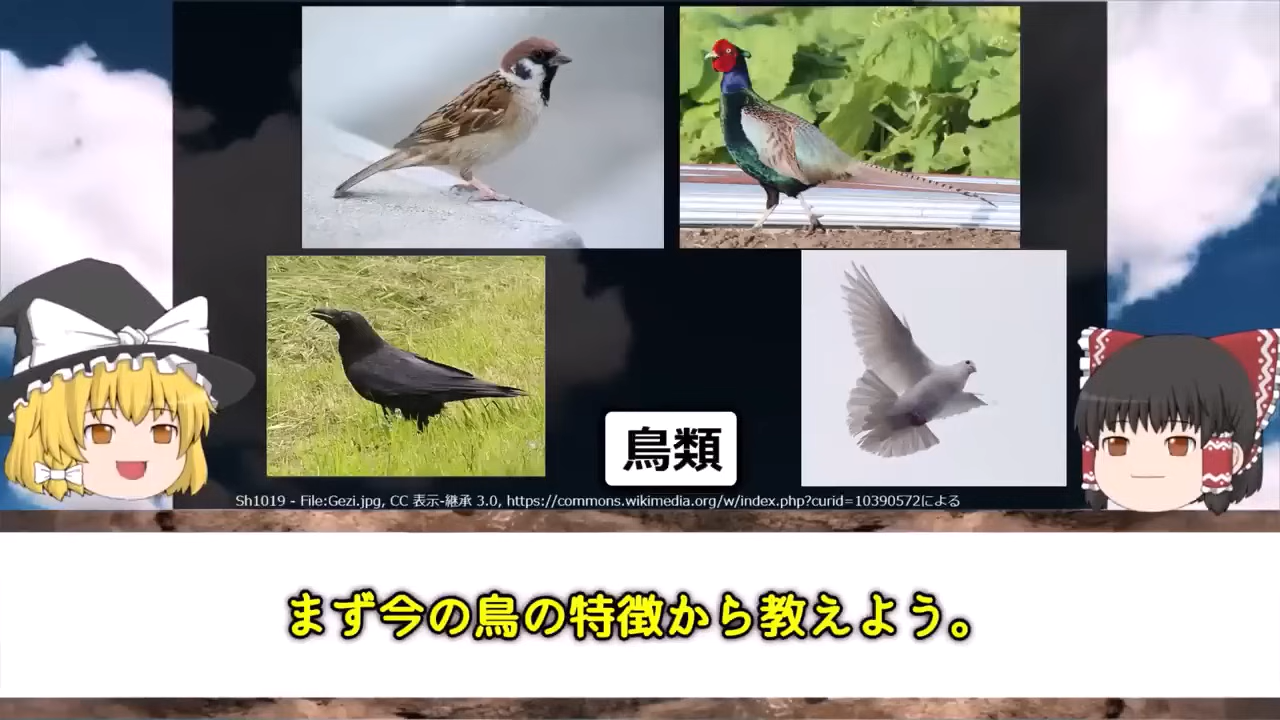 鳥類
Sh1019 - File:Gezi.jpg, CC 表示-継承 3.0, https://commons.wikimedia.org/w/index.php?curid=10390572による
まず今の鳥の特徴から教えよう。